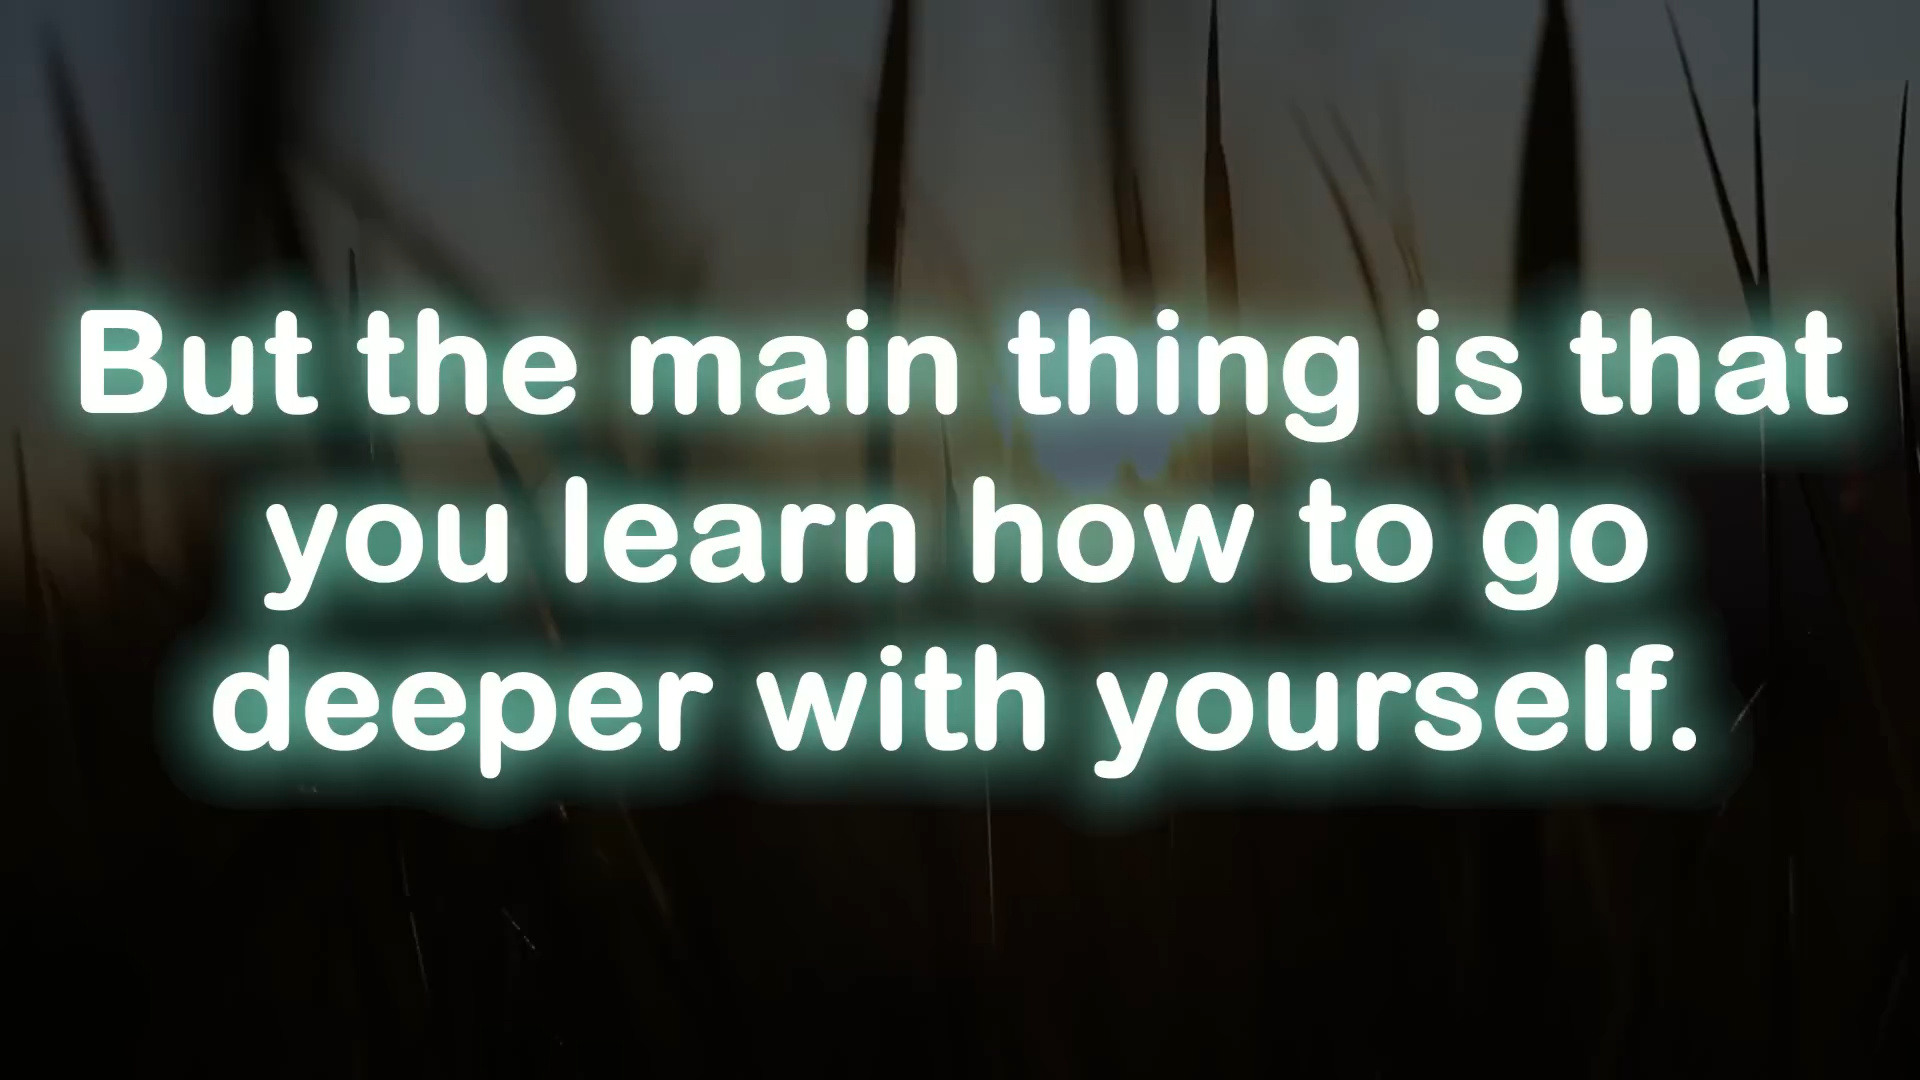 But the main thing is that
you learn how to go
deeper with yourself.